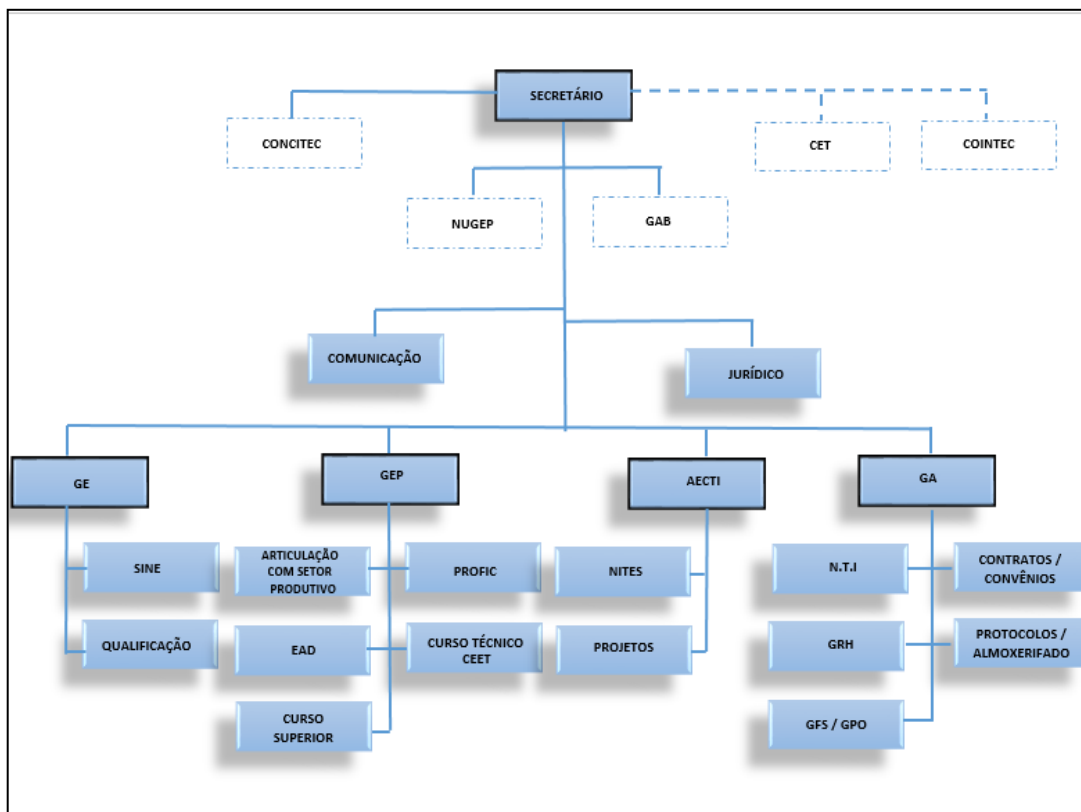 SECRETÁRIO
CONCITEC
CET
COINTEC
NUGEP
GAB
COMUNICAÇÃO
JURÍDICO
GE
GEP
AECTI
GA
SINE
ARTICULAÇÃO
COM SETOR
PRODUTIVO
PROFIC
NITES
N.T.I
CONTRATOS /
CONVÊNIOS
QUALIFICAÇÃO
EAD
CURSO TÉCNICO
CEET
PROJETOS
GRH
PROTOCOLOS /
ALMOXERIFADO
CURSO
SUPERIOR
GFS / GPO